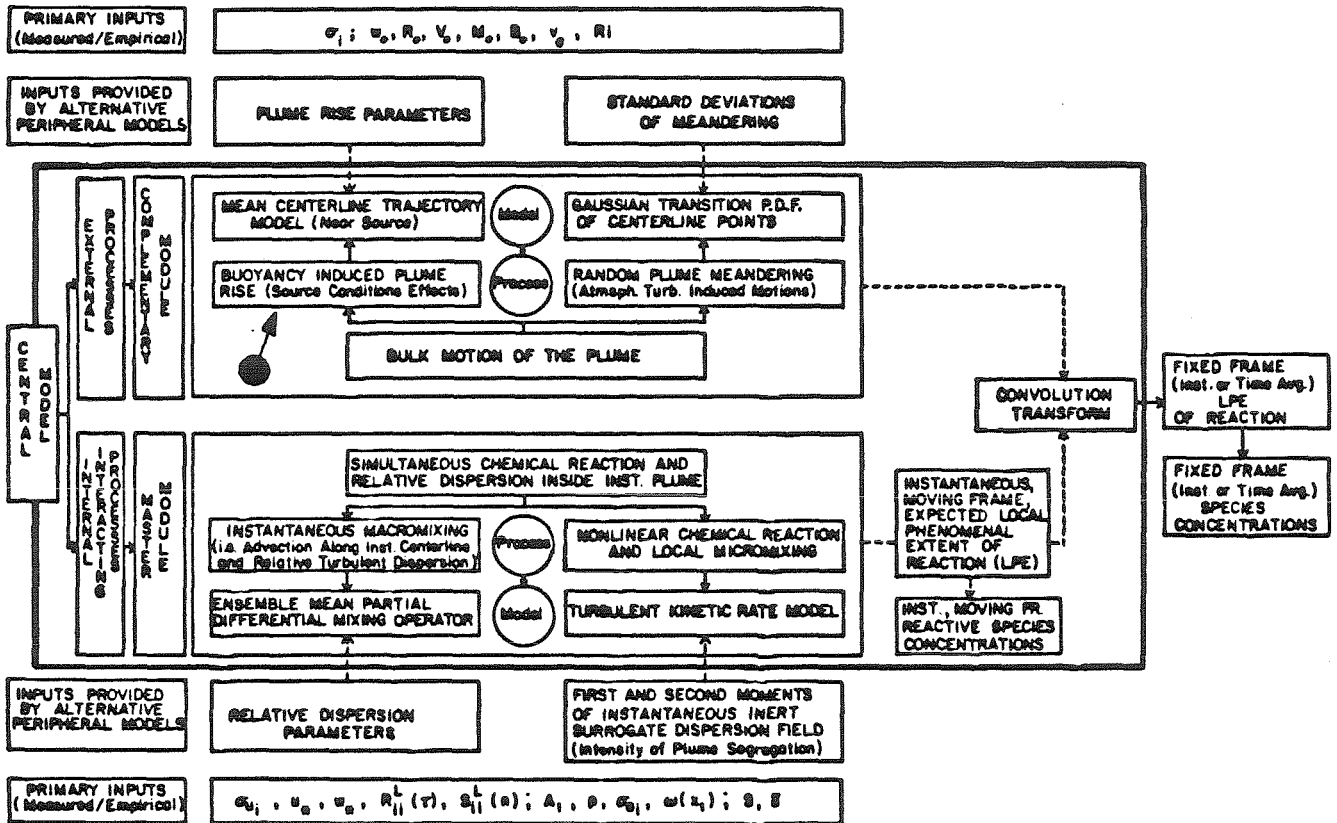 PRIMARY INPUTS
(Measured/Empirical)
INPUTS PROVIDED
BY ALTERNATIVE
PERIPHERAL MODELS
PLUME RISE PARAMETERS
STANDARD DEVIATIONS
OF MEANDERING
CENTRAL
MODEL
EXTERNAL
PROCESSES
COMPLEMENTARY
MODULE
MEAN CENTERLINE TRAJECTORY
MODEL (Near Source)
Model
GAUSSIAN TRANSITION P.D.F.
OF CENTERLINE POINTS
BUOYANCY INDUCED PLUME
RISE (Source Conditions Effects)
Process
RANDOM PLUME MEANDERING
(Atmosph. Turb. Induced Motions)
BULK MOTION OF THE PLUME
CONVOLUTION
TRANSFORM
FIXED FRAME
(Inst. or Time Avg.)
LPE
OF REACTION
FIXED FRAME
(Inst. or Time Avg.)
SPECIES
CONCENTRATIONS
INTERNAL
INTERACTING
PROCESSES
MASTER
MODULE
SIMULTANEOUS CHEMICAL REACTION AND
RELATIVE DISPERSION INSIDE INST. PLUME
INSTANTANEOUS MACROMIXING
(i.e. Advection Along Inst. Centerline
and Relative Turbulent Dispersion)
Process
NONLINEAR CHEMICAL REACTION
AND LOCAL MICROMIXING
ENSEMBLE MEAN PARTIAL
DIFFERENTIAL MIXING OPERATOR
Model
TURBULENT KINETIC RATE MODEL
INSTANTANEOUS,
MOVING FRAME,
EXPECTED LOCAL
PHENOMENAL
EXTENT OF
REACTION (LPE)
INST., MOVING FR.
REACTIVE SPECIES
CONCENTRATIONS
INPUTS PROVIDED
BY ALTERNATIVE
PERIPHERAL MODELS
RELATIVE DISPERSION
PARAMETERS
FIRST AND SECOND MOMENTS
OF INSTANTANEOUS INERT
SURROGATE DISPERSION FIELD
(Intensity of Plume Segregation)
PRIMARY INPUTS
(Measured/Empirical)